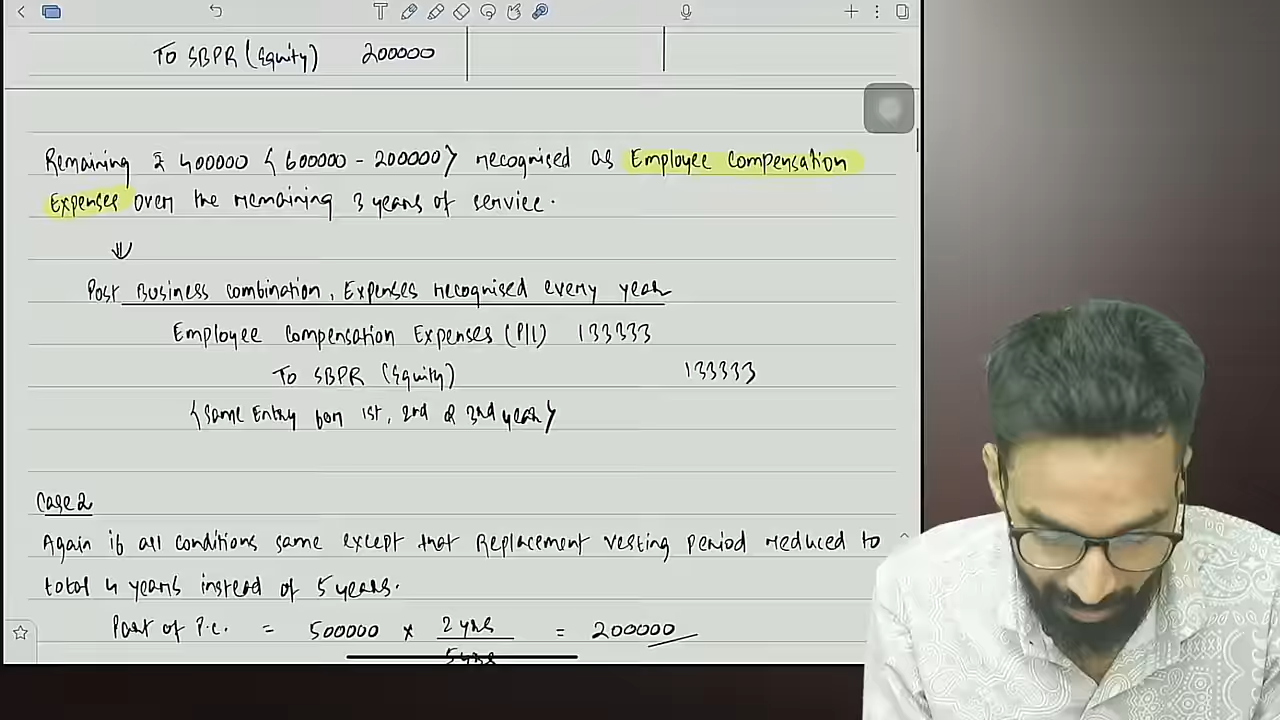 To SBPR (Equity) 200000
Remaining ₹ 400000 {600000 - 200000} recognised as Employee Compensation
Expenses over the remaining 3 years of service.
Post Business combination, Expenses recognised every year
Employee Compensation Expenses (P/L) 133333
To SBPR (Equity) 133333
{Same Entry for 1st, 2nd & 3rd year}
Case 2
Again if all conditions same except that Replacement vesting period reduced to
total 4 years instead of 5 years.
Part of P.C. = 500000 × 2 yrs = 200000
5 yrs